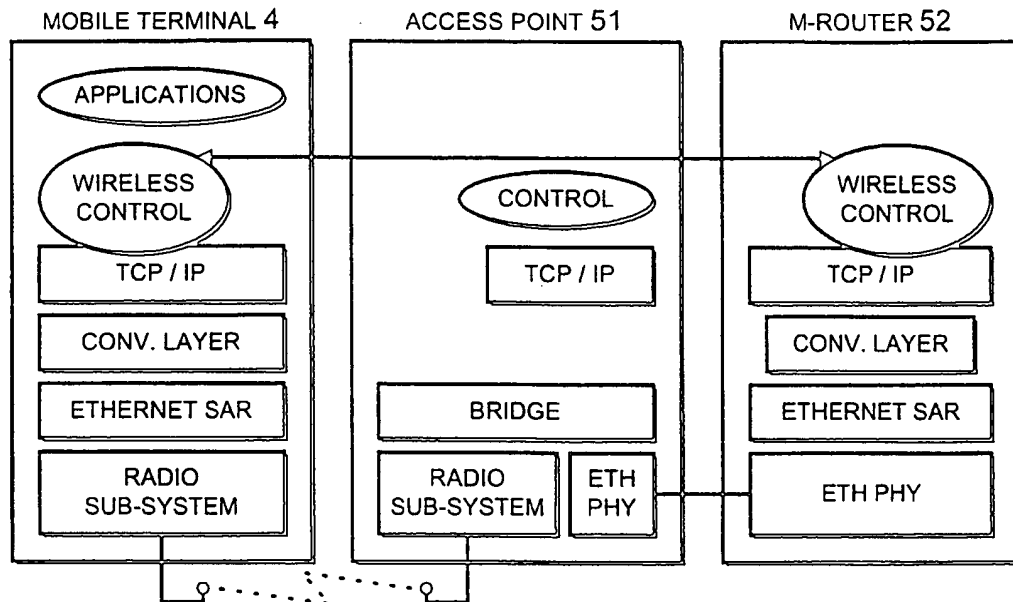 MOBILE TERMINAL 4
APPLICATIONS
WIRELESS
CONTROL
TCP / IP
CONV. LAYER
ETHERNET SAR
RADIO
SUB-SYSTEM
ACCESS POINT 51
CONTROL
TCP / IP
BRIDGE
RADIO
SUB-SYSTEM
ETH
PHY
M-ROUTER 52
WIRELESS
CONTROL
TCP / IP
CONV. LAYER
ETHERNET SAR
ETH PHY